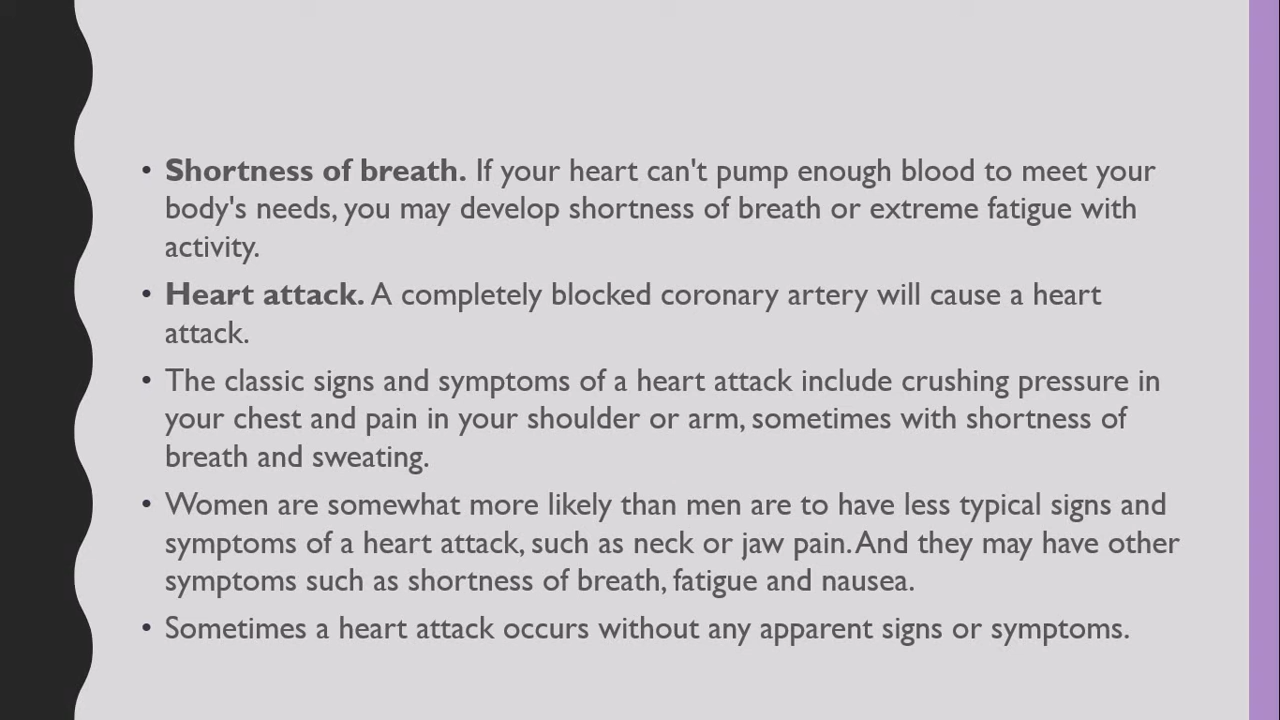 • Shortness of breath. If your heart can't pump enough blood to meet your
body's needs, you may develop shortness of breath or extreme fatigue with
activity.
• Heart attack. A completely blocked coronary artery will cause a heart
attack.
• The classic signs and symptoms of a heart attack include crushing pressure in
your chest and pain in your shoulder or arm, sometimes with shortness of
breath and sweating.
• Women are somewhat more likely than men are to have less typical signs and
symptoms of a heart attack, such as neck or jaw pain. And they may have other
symptoms such as shortness of breath, fatigue and nausea.
• Sometimes a heart attack occurs without any apparent signs or symptoms.